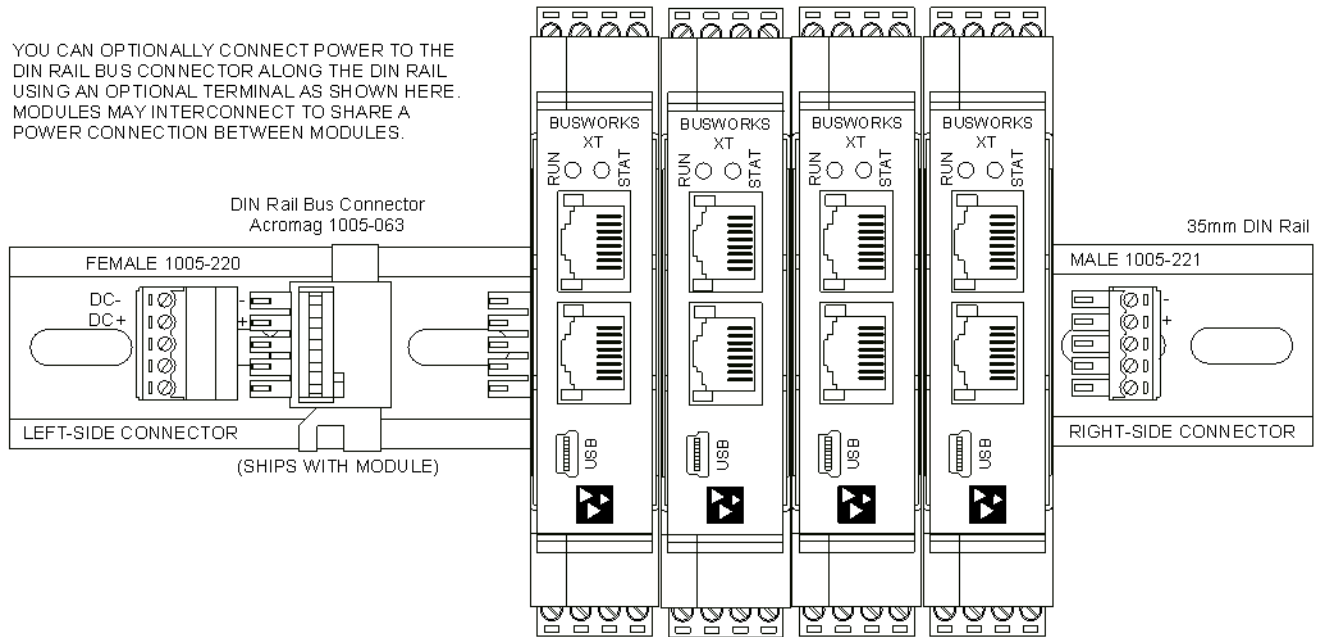 YOU CAN OPTIONALLY CONNECT POWER TO THE
DIN RAIL BUS CONNECTOR ALONG THE DIN RAIL
USING AN OPTIONAL TERMINAL AS SHOWN HERE.
MODULES MAY INTERCONNECT TO SHARE A
POWER CONNECTION BETWEEN MODULES.
DIN Rail Bus Connector
Acromag 1005-063
FEMALE 1005-220
DC-
DC+
-
+
LEFT-SIDE CONNECTOR
(SHIPS WITH MODULE)
BUSWORKS
XT
RUN
STAT
USB
BUSWORKS
XT
RUN
STAT
USB
BUSWORKS
XT
RUN
STAT
USB
BUSWORKS
XT
RUN
STAT
USB
35mm DIN Rail
MALE 1005-221
-
+
RIGHT-SIDE CONNECTOR